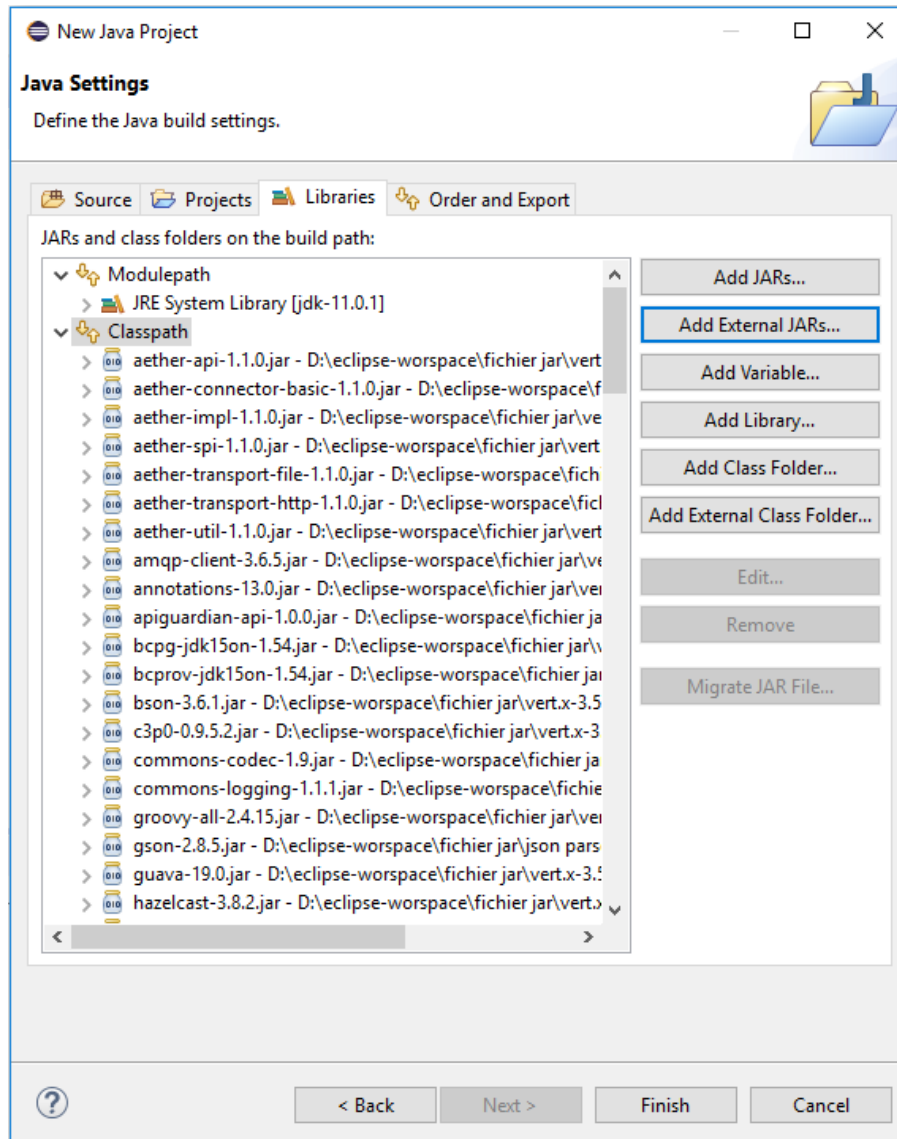 New Java Project
Java Settings
Define the Java build settings.
Source Projects Libraries Order and Export
JARs and class folders on the build path:
Modulepath
JRE System Library [jdk-11.0.1]
Classpath
aether-api-1.1.0.jar - D:\eclipse-worspace\fichier jar\vert
aether-connector-basic-1.1.0.jar - D:\eclipse-worspace\f
aether-impl-1.1.0.jar - D:\eclipse-worspace\fichier jar\ve
aether-spi-1.1.0.jar - D:\eclipse-worspace\fichier jar\vert
aether-transport-file-1.1.0.jar - D:\eclipse-worspace\fich
aether-transport-http-1.1.0.jar - D:\eclipse-worspace\ficl
aether-util-1.1.0.jar - D:\eclipse-worspace\fichier jar\vert
amqp-client-3.6.5.jar - D:\eclipse-worspace\fichier jar\ve
annotations-13.0.jar - D:\eclipse-worspace\fichier jar\ver
apiguardian-api-1.0.0.jar - D:\eclipse-worspace\fichier ja
bcpg-jdk15on-1.54.jar - D:\eclipse-worspace\fichier jar\v
bcprov-jdk15on-1.54.jar - D:\eclipse-worspace\fichier jar
bson-3.6.1.jar - D:\eclipse-worspace\fichier jar\vert.x-3.5
c3p0-0.9.5.2.jar - D:\eclipse-worspace\fichier jar\vert.x-3
commons-codec-1.9.jar - D:\eclipse-worspace\fichier ja
commons-logging-1.1.1.jar - D:\eclipse-worspace\fichie
groovy-all-2.4.15.jar - D:\eclipse-worspace\fichier jar\ver
gson-2.8.5.jar - D:\eclipse-worspace\fichier jar\json pars
guava-19.0.jar - D:\eclipse-worspace\fichier jar\vert.x-3.5
hazelcast-3.8.2.jar - D:\eclipse-worspace\fichier jar\vert.x
Add JARs...
Add External JARs...
Add Variable...
Add Library...
Add Class Folder...
Add External Class Folder...
Edit...
Remove
Migrate JAR File...
? < Back Next > Finish Cancel